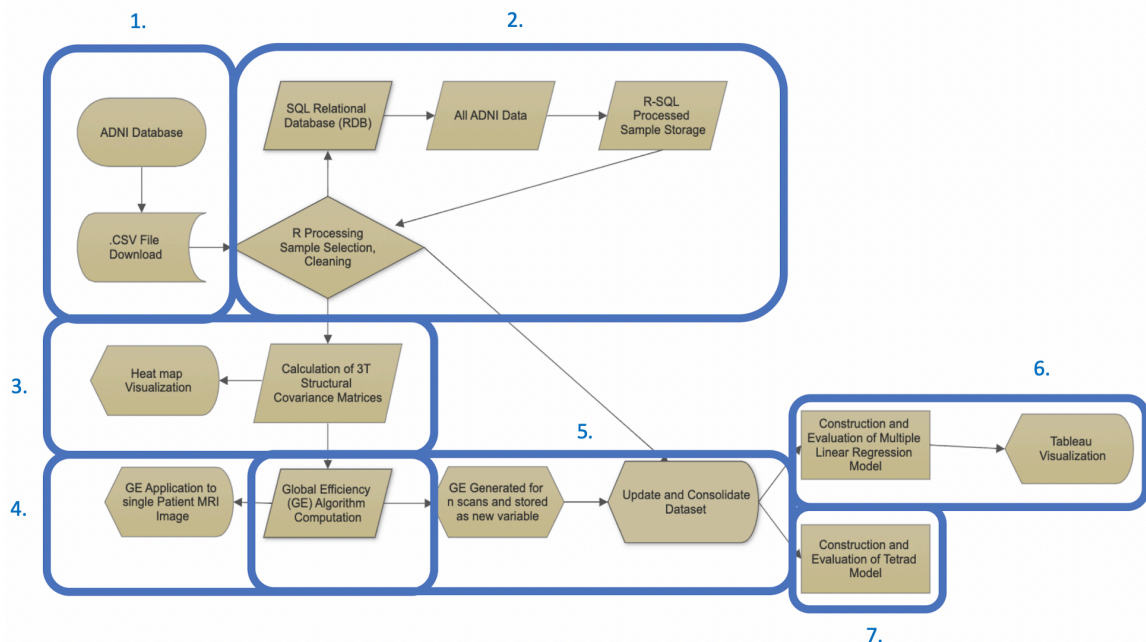 1.
2.
ADNI Database
.CSV File
Download
SQL Relational
Database (RDB)
All ADNI Data
R-SQL
Processed
Sample Storage
R Processing
Sample Selection,
Cleaning
3.
Heat map
Visualization
Calculation of 3T
Structural
Covariance Matrices
4.
GE Application to
single Patient MRI
Image
Global Efficiency
(GE) Algorithm
Computation
5.
GE Generated for
n scans and stored
as new variable
Update and Consolidate
Dataset
6.
Construction and
Evaluation of Multiple
Linear Regression
Model
Tableau
Visualization
Construction and
Evaluation of Tetrad
Model
7.